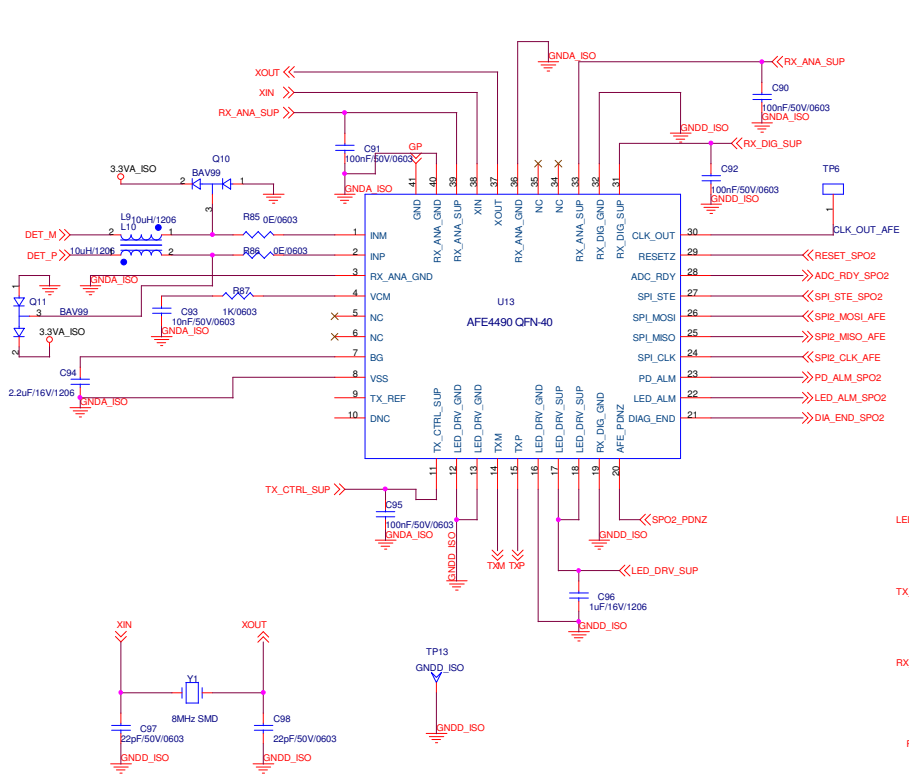 GNDA_ISO
RX_ANA_SUP
XOUT
XIN
C90
100nF/50V/0603
GNDA_ISO
RX_ANA_SUP
GNDD_ISO
RX_DIG_SUP
C91
GP
100nF/50V/0603
Q10
BAV99
3.3VA_ISO
2
1
3
C92
100nF/50V/0603
GNDD_ISO
TP6
1
GNDA_ISO
41
40
39
38
37
36
35
34
33
32
31
GND
RX_ANA_GND
RX_ANA_SUP
XIN
XOUT
RX_ANA_GND
NC
NC
RX_ANA_SUP
RX_DIG_GND
RX_DIG_SUP
L9
10uH/1206
L10
R85
0E/0603
DET_M
2
1
1
INM
CLK_OUT
30
CLK_OUT_AFE
DET_P
10uH/1206
6
2
R86
0E/0603
2
INP
RESETZ
29
RESET_SPO2
3
RX_ANA_GND
ADC_RDY
28
ADC_RDY_SPO2
GNDA_ISO
R87
1K/0603
4
VCM
SPI_STE
27
SPI_STE_SPO2
1
Q11
3
BAV99
2
3.3VA_ISO
C93
10nF/50V/0603
GNDA_ISO
5
NC
SPI_MOSI
26
SPI2_MOSI_AFE
U13
AFE4490 QFN-40
6
NC
SPI_MISO
25
SPI2_MISO_AFE
7
BG
SPI_CLK
24
SPI2_CLK_AFE
8
VSS
PD_ALM
23
PD_ALM_SPO2
C94
2.2uF/16V/1206
GNDA_ISO
9
TX_REF
LED_ALM
22
LED_ALM_SPO2
10
DNC
DIAG_END
21
DIA_END_SPO2
TX_CTRL_SUP
LED_DRV_GND
LED_DRV_GND
TXM
TXP
LED_DRV_GND
LED_DRV_SUP
LED_DRV_SUP
RX_DIG_GND
AFE_PDNZ
11
12
13
14
15
16
17
18
19
20
TX_CTRL_SUP
C95
100nF/50V/0603
GNDA_ISO
GNDD_ISO
TXM
TXP
GNDD_ISO
SPO2_PDNZ
LED_DRV_SUP
C96
1uF/16V/1206
GNDD_ISO
LE
TX_
RX
XIN
XOUT
Y1
8MHz SMD
C97
22pF/50V/0603
GNDD_ISO
C98
22pF/50V/0603
GNDD_ISO
TP13
GNDD_ISO
GNDD_ISO